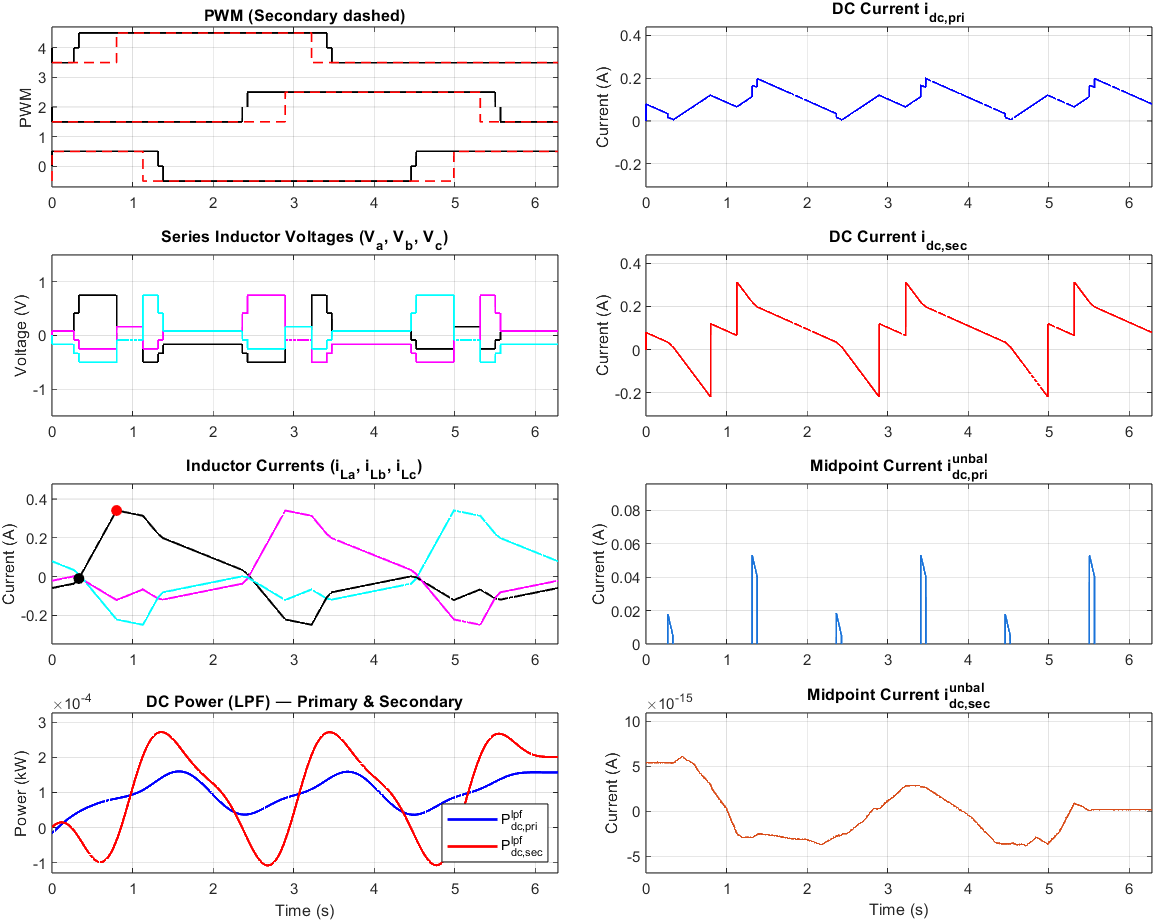 PWM (Secondary dashed)
PWM
4
3
2
1
0
0 1 2 3 4 5 6
DC Current i_dc,pri
Current (A)
0.4
0.2
0
-0.2
0 1 2 3 4 5 6
Series Inductor Voltages (V_a, V_b, V_c)
Voltage (V)
1
0
-1
0 1 2 3 4 5 6
DC Current i_dc,sec
Current (A)
0.4
0.2
0
-0.2
0 1 2 3 4 5 6
Inductor Currents (i_La, i_Lb, i_Lc)
Current (A)
0.4
0.2
0
-0.2
0 1 2 3 4 5 6
Midpoint Current i^unbal_dc,pri
Current (A)
0.08
0.06
0.04
0.02
0
0 1 2 3 4 5 6
DC Power (LPF) — Primary & Secondary
×10^-4
Power (kW)
3
2
1
0
-1
P^lpf_dc,pri
P^lpf_dc,sec
0 1 2 3 4 5 6
Time (s)
Midpoint Current i^unbal_dc,sec
×10^-15
Current (A)
10
5
0
-5
0 1 2 3 4 5 6
Time (s)